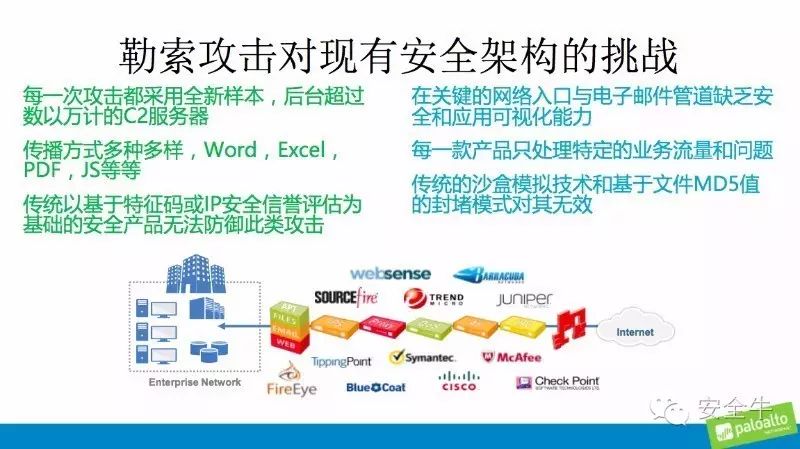 勒索攻击对现有安全架构的挑战
每一次攻击都采用全新样本，后台超过
数以万计的C2服务器
传播方式多种多样，Word，Excel，
PDF，JS等等
传统以基于特征码或IP安全信誉评估为
基础的安全产品无法防御此类攻击
在关键的网络入口与电子邮件管道缺乏安
全和应用可视化能力
每一款产品只处理特定的业务流量和问题
传统的沙盒模拟技术和基于文件MD5值
的封堵模式对其无效
websense
BARRACUDA
NETWORKS
SOURCEfire
TREND
MICRO
JUNIPER
NETWORKS
APT
FILES
EMAIL
WEB
IPS
Proxy
Internet
TippingPoint
Symantec.
McAfee
Enterprise Network
FireEye
Blue Coat
CISCO
Check Point
SOFTWARE TECHNOLOGIES LTD.
安全牛
paloalto
NETWORKS